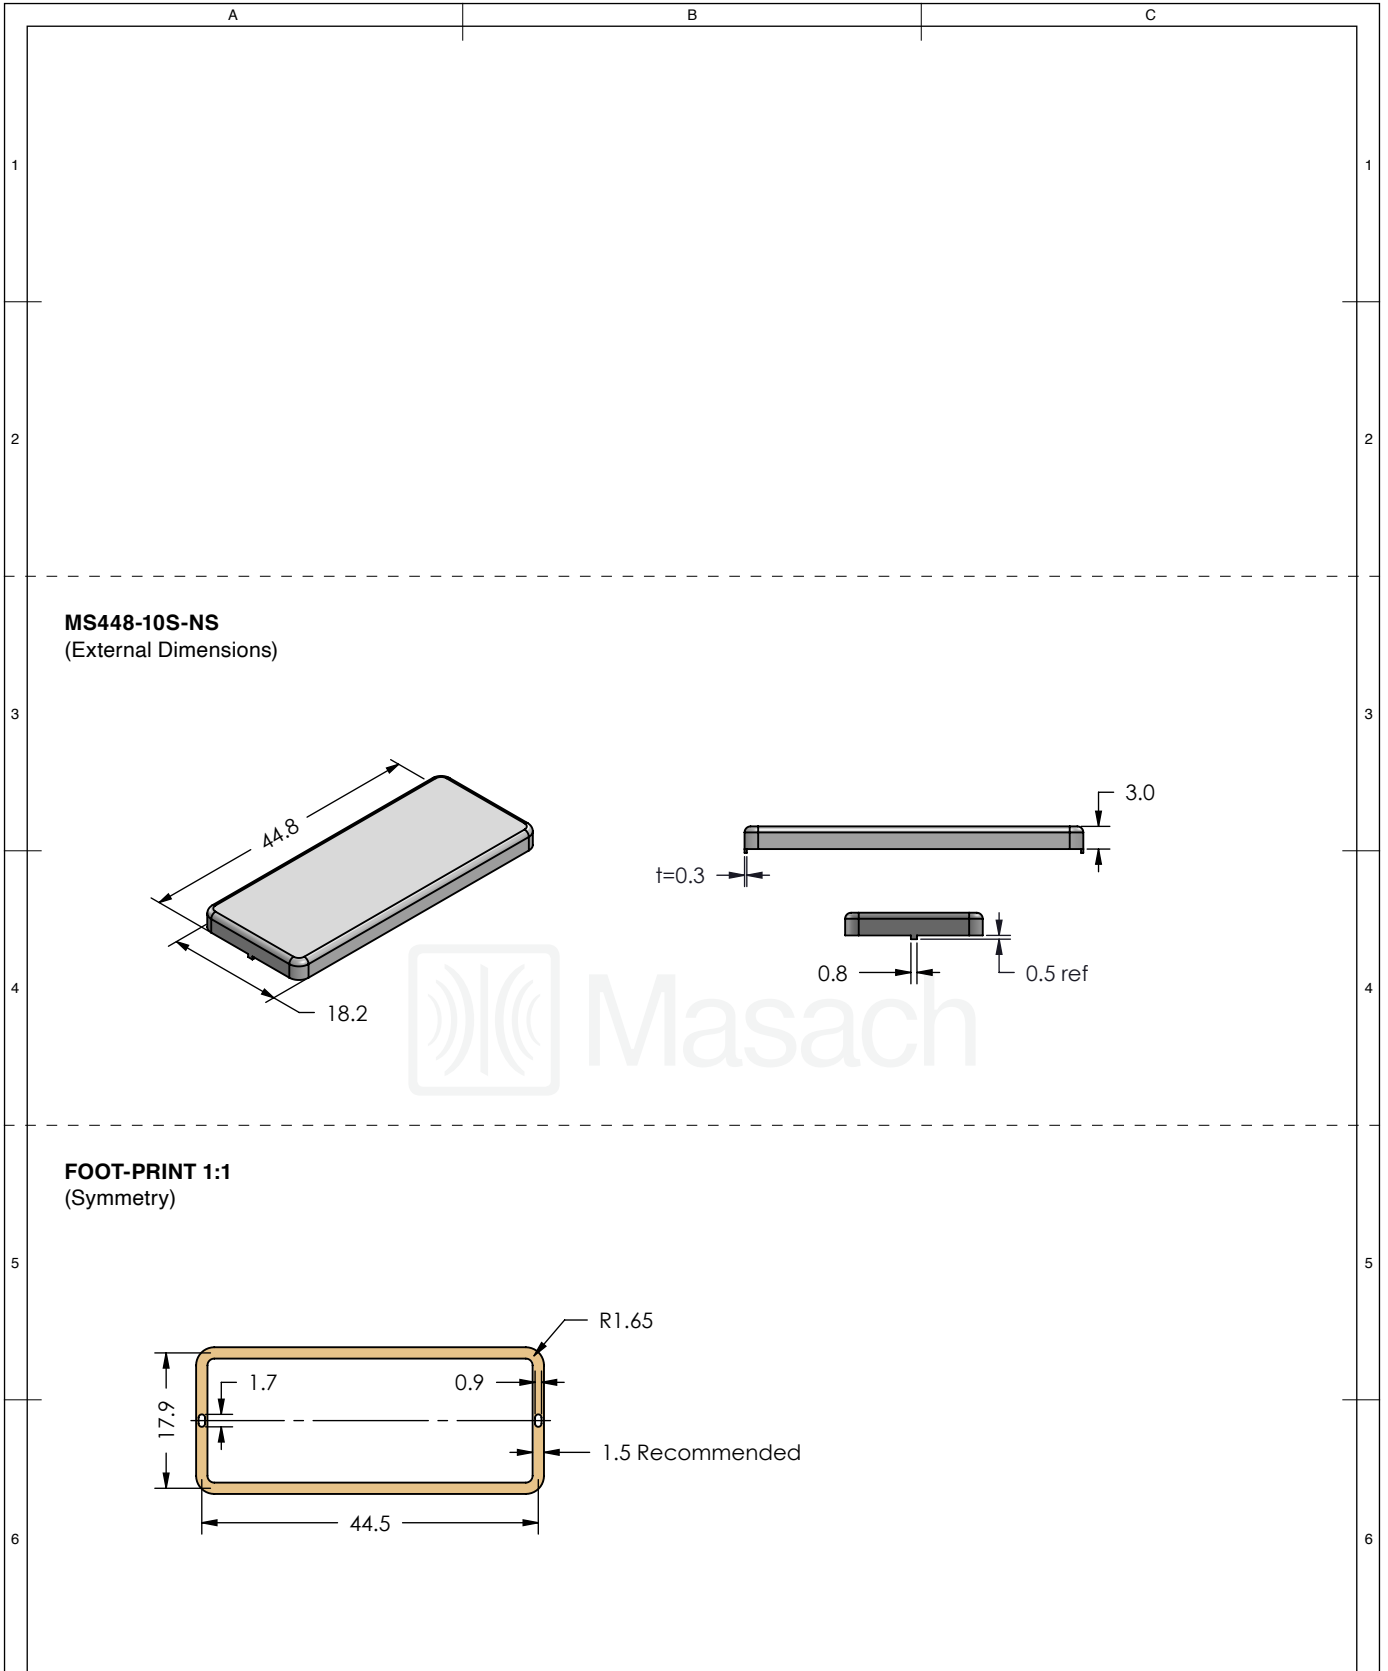 A B C
1 1
2 2
MS448-10S-NS
(External Dimensions)
3 3
3.0
44.8
t=0.3
0.8 0.5 ref
4 4
18.2
Masach
FOOT-PRINT 1:1
(Symmetry)
5 5
R1.65
1.7 0.9
17.9
1.5 Recommended
44.5
6 6